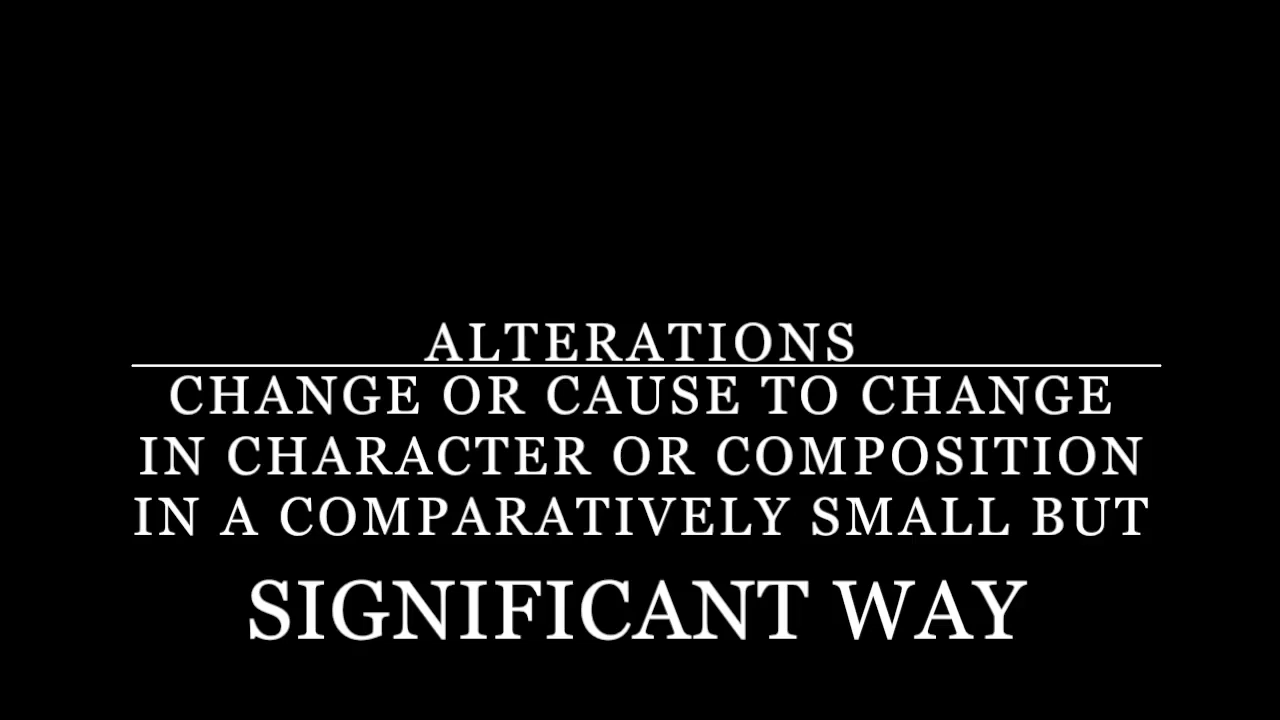 ALTERATIONS
CHANGE OR CAUSE TO CHANGE
IN CHARACTER OR COMPOSITION
IN A COMPARATIVELY SMALL BUT
SIGNIFICANT WAY